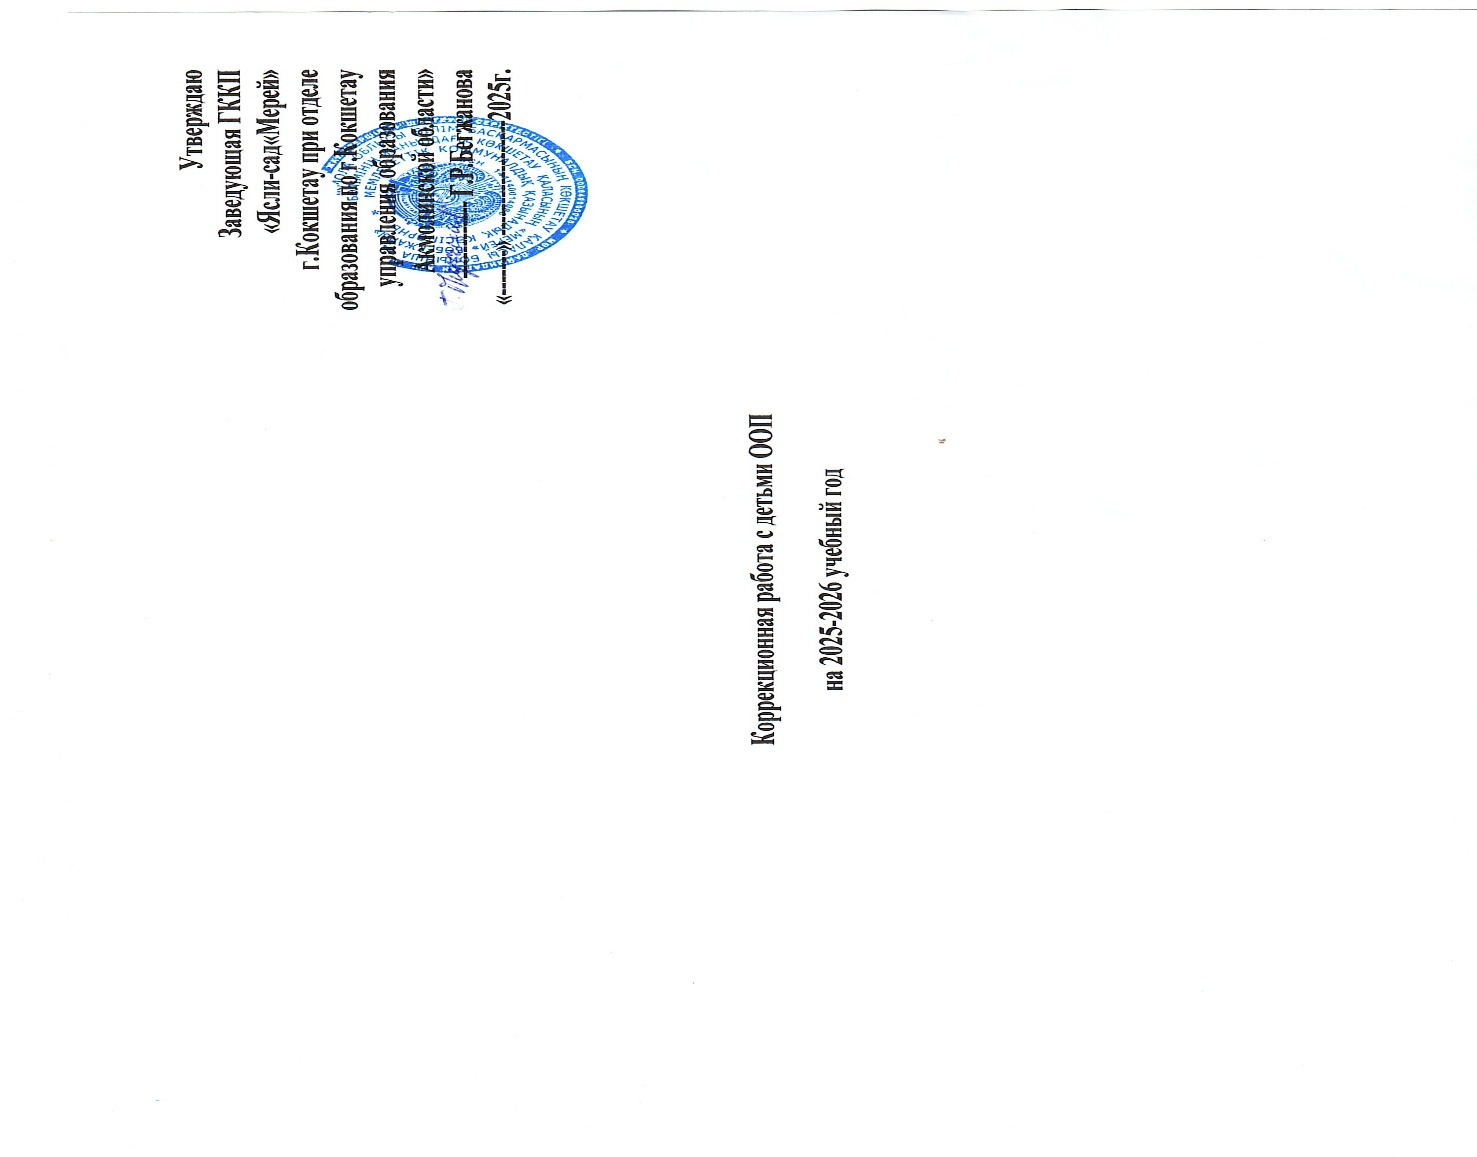 Утверждаю
Заведующая ГККП
«Ясли-сад«Мерей»
г.Кокшетау при отделе
образования по г.Кокшетау
управления образования
Акмолинской области»
---------- Г.Р.Бегжанова
«------»-------------------2025г.
Коррекционная работа с детьми ООП
на 2025-2026 учебный год